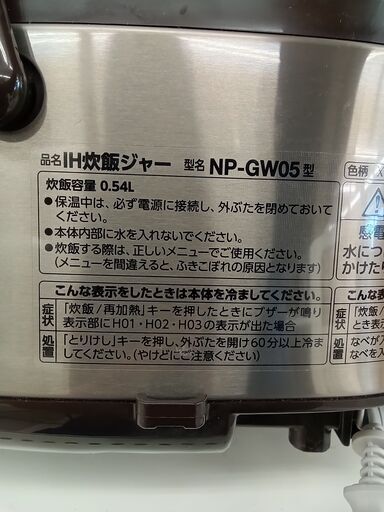 品名 IH炊飯ジャー 型名 NP-GW05型
炊飯容量 0.54L
●保温中は、必ず電源に接続し、外ぶたを閉めておいて
ください。
●本体内部に水を入れないでください。
●炊飯する際は、正しいメニューでご使用ください。
(メニューを間違えると、ふきこぼれの原因となります)
こんな表示をしたときは本体を冷ましてください。
症状 「炊飯/再加熱」キーを押したときにブザーが鳴り
表示部にH01・H02・H03の表示が出た場合
処置 「とりけし」キーを押し、外ぶたを開け60分以上冷ま
してください。(やけどにご注意ください)
色柄 X
感電
水につ
かけた
こんな表
症状 「炊飯
表示
処置 なべが
なべを